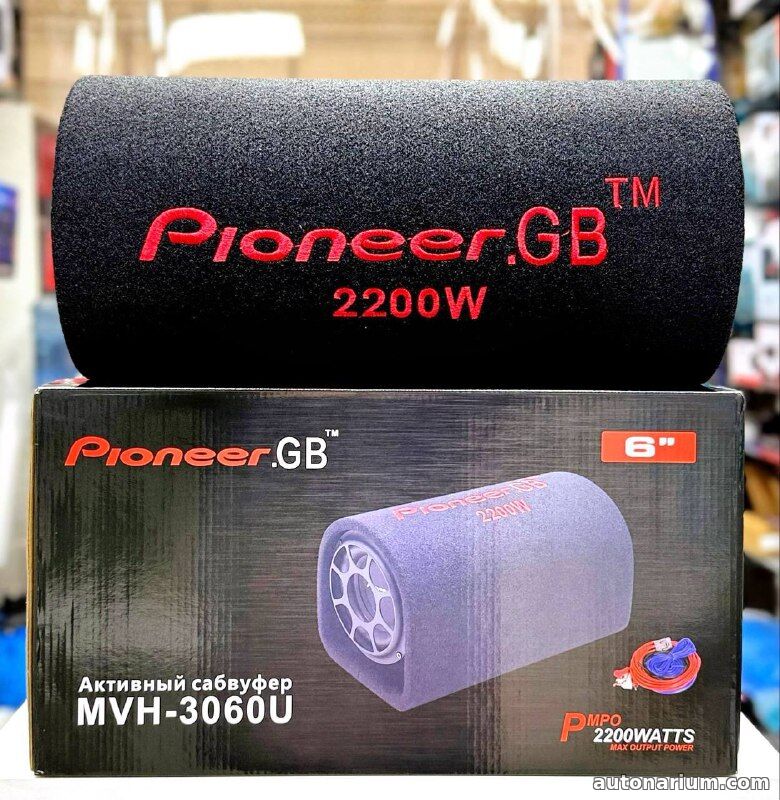 Pioneer.GB™
2200W
Pioneer.GB™
6"
Pioneer.GB
2200W
Активный сабвуфер
MVH-3060U
PMPO
2200WATTS
MAX OUTPUT POWER
autonarium.com